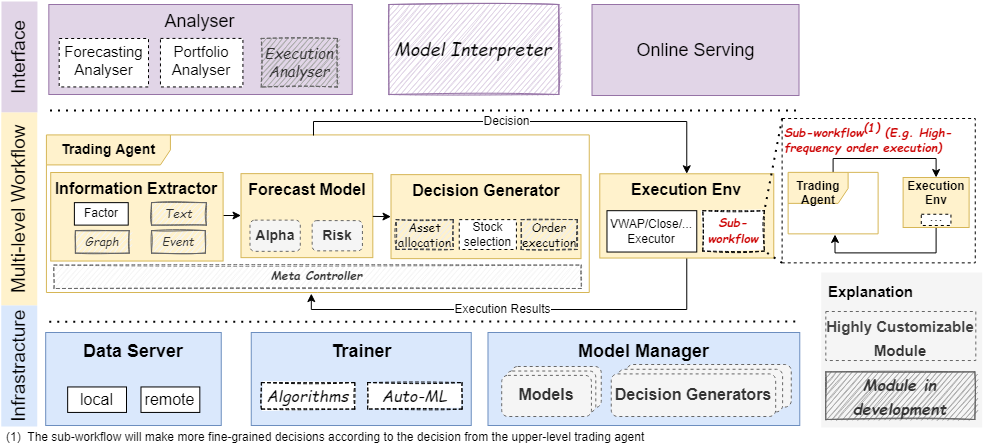 Interface
Analyser
Forecasting
Analyser
Portfolio
Analyser
Execution
Analyser
Model Interpreter
Online Serving
Multi-level Workflow
Decision
Trading Agent
Information Extractor
Factor
Text
Graph
Event
Forecast Model
Alpha
Risk
Decision Generator
Asset
allocation
Stock
selection
Order
execution
Meta Controller
Execution Results
Execution Env
VWAP/Close/...
Executor
Sub-
workflow
Sub-workflow(1) (E.g. High-
frequency order execution)
Trading
Agent
Execution
Env
...
Explanation
Highly Customizable
Module
Module in
development
Infrastracture
Data Server
local
remote
Trainer
Algorithms
Auto-ML
Model Manager
Models
Decision Generators
(1) The sub-workflow will make more fine-grained decisions according to the decision from the upper-level trading agent